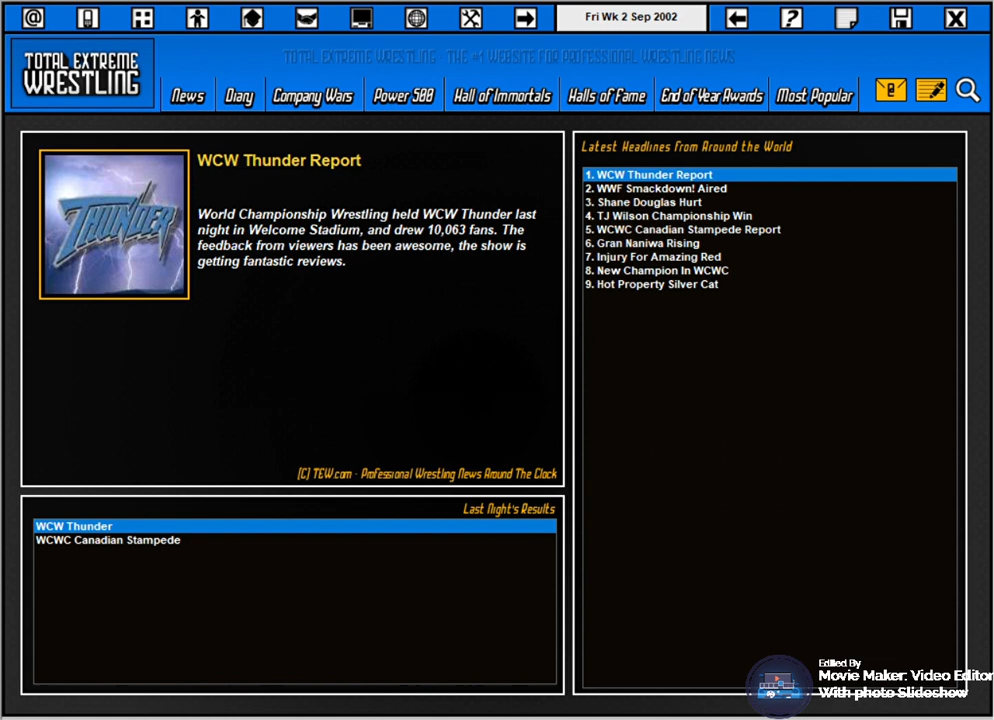 Fri Wk 2 Sep 2002
TOTAL EXTREME
WRESTLING
TOTAL EXTREME WRESTLING THE #1 WEBSITE FOR PROFESSIONAL WRESTLING NEWS
News Diary Company Wars Power 500 Hall of Immortals Halls of Fame End of Year Awards Most Popular
WCW Thunder Report
THUNDER
World Championship Wrestling held WCW Thunder last
night in Welcome Stadium, and drew 10,063 fans. The
feedback from viewers has been awesome, the show is
getting fantastic reviews.
(C) TEW.com - Professional Wrestling News Around The Clock
Last Night's Results
WCW Thunder
WCWC Canadian Stampede
Latest Headlines From Around the World
1. WCW Thunder Report
2. WWF Smackdown! Aired
3. Shane Douglas Hurt
4. TJ Wilson Championship Win
5. WCWC Canadian Stampede Report
6. Gran Naniwa Rising
7. Injury For Amazing Red
8. New Champion In WCWC
9. Hot Property Silver Cat
Edited By
Movie Maker: Video Editor
With photo Slideshow